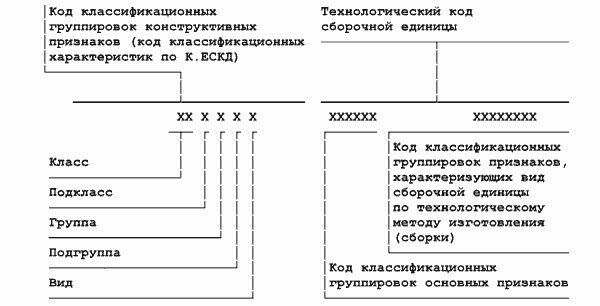 Код классификационных
группировок конструктивных
признаков (код классификационных
характеристик по К.ЕСКД)
Технологический код
сборочной единицы
XX X X X X
XXXXXX
XXXXXXXX
Класс
Подкласс
Группа
Подгруппа
Вид
Код классификационных
группировок признаков,
характеризующих вид
сборочной единицы
по технологическому
методу изготовления
(сборки)
Код классификационных
группировок основных признаков